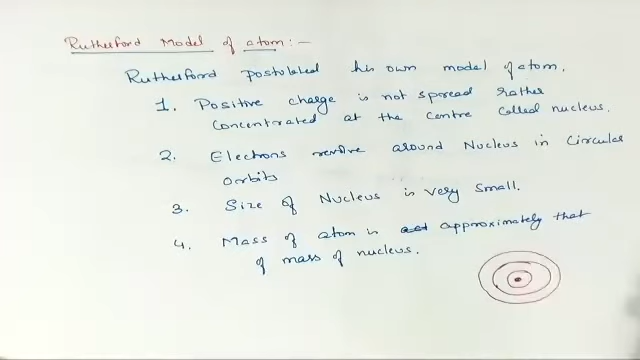 Rutherford Model of atom:-
Rutherford postulated his own model of atom.
1. Positive charge is not spread rather
concentrated at the centre called nucleus.
2. Electrons revolve around Nucleus in Circular
orbits
3. Size of Nucleus is very small.
4. Mass of atom is approximately that
of mass of nucleus.